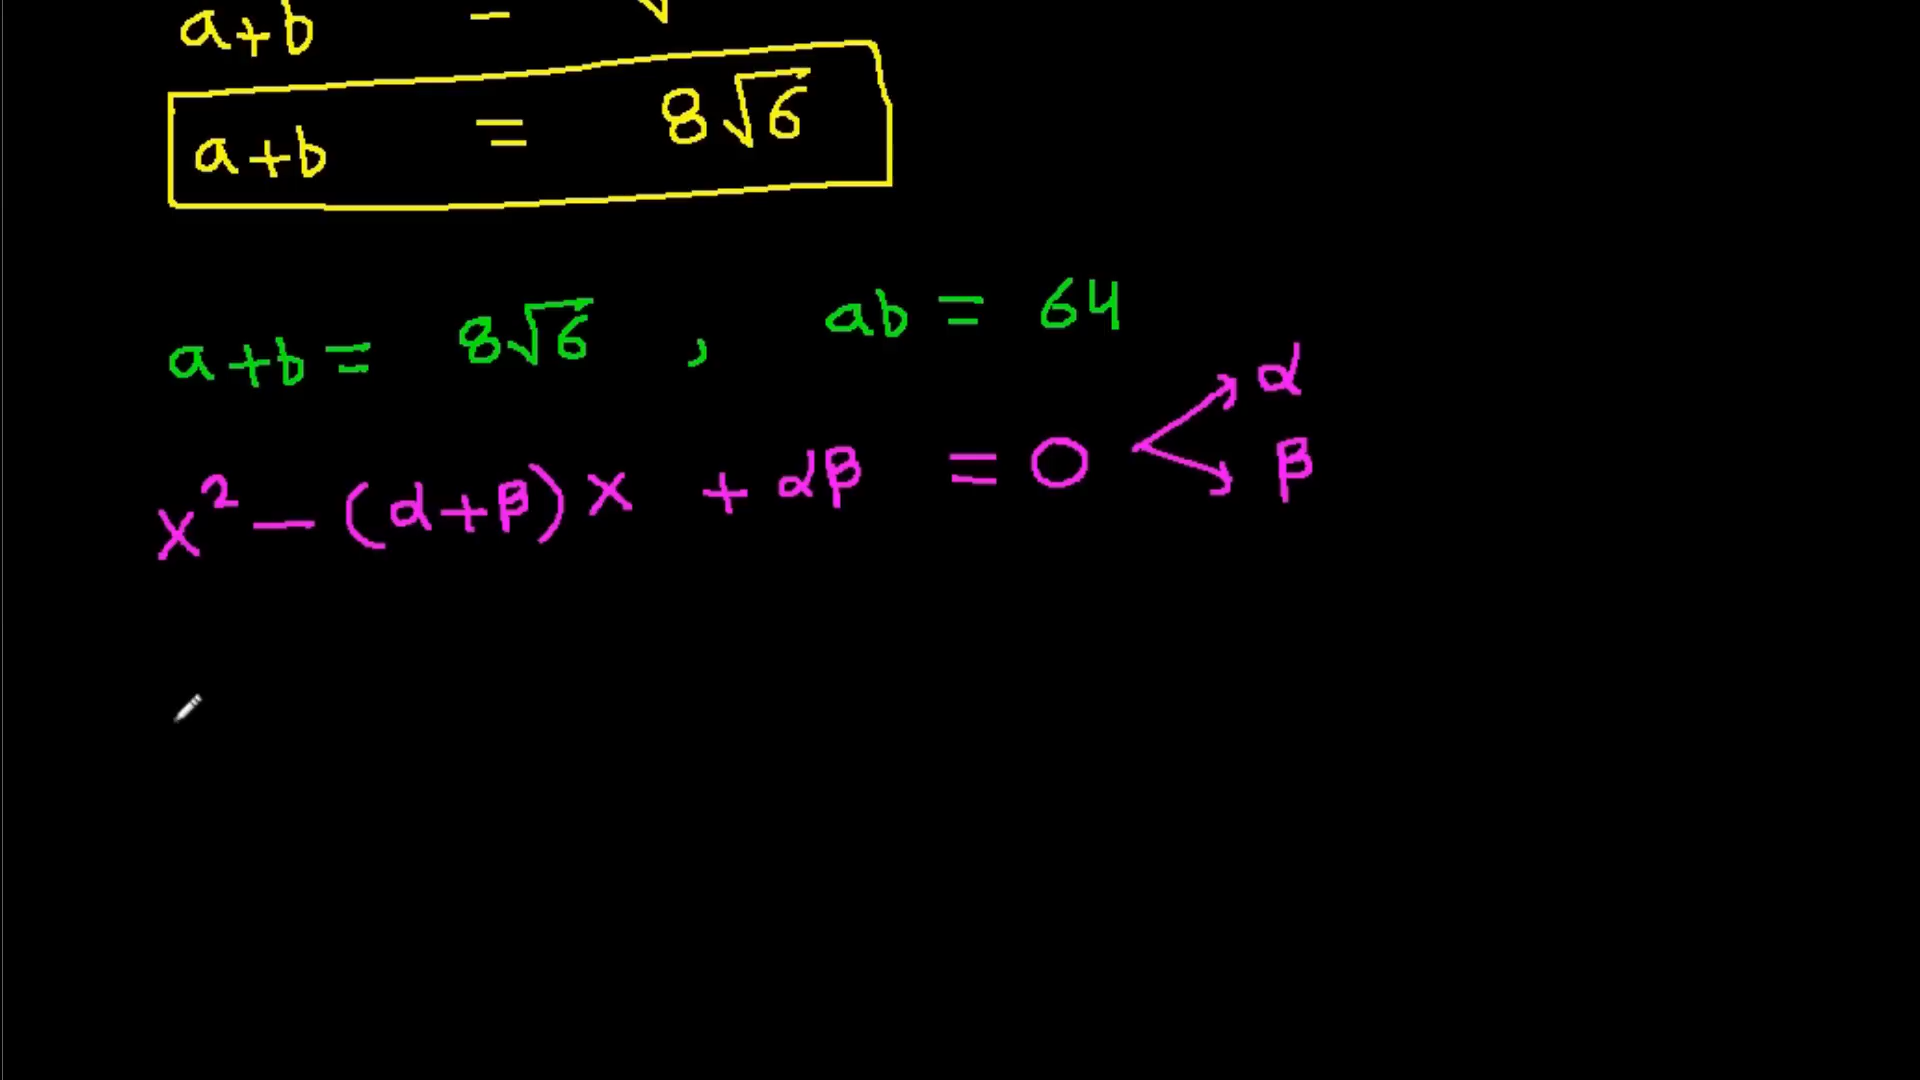 a+b = √
a+b = 8√6
a+b = 8√6 , ab = 64
α
x² - (α+β)x + αβ = 0
β